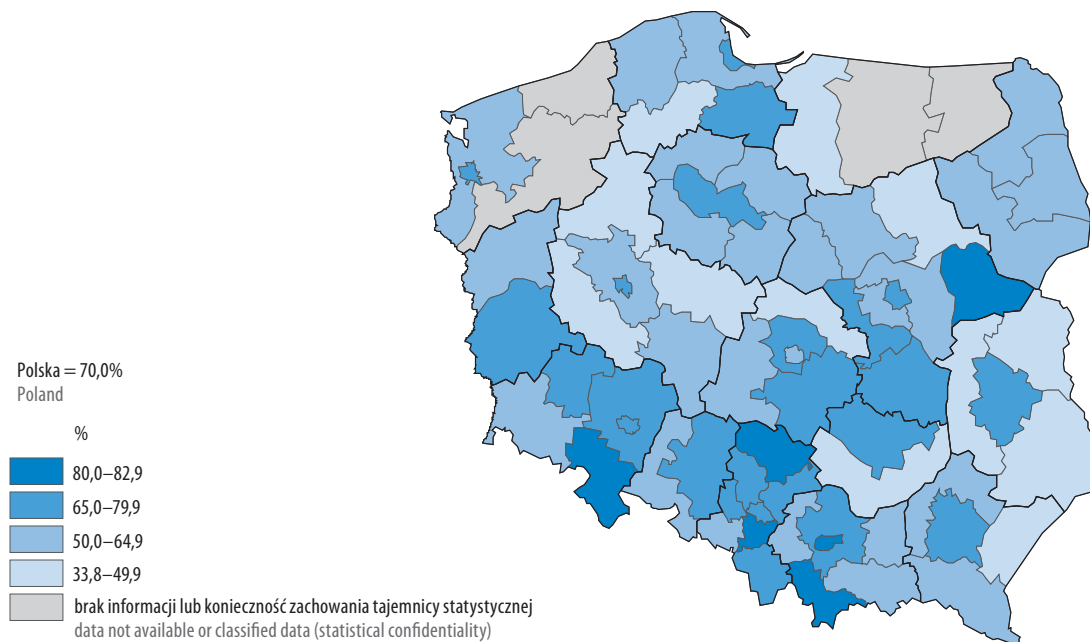 Polska = 70,0%
Poland
%
80,0–82,9
65,0–79,9
50,0–64,9
33,8–49,9
brak informacji lub konieczność zachowania tajemnicy statystycznej
data not available or classified data (statistical confidentiality)